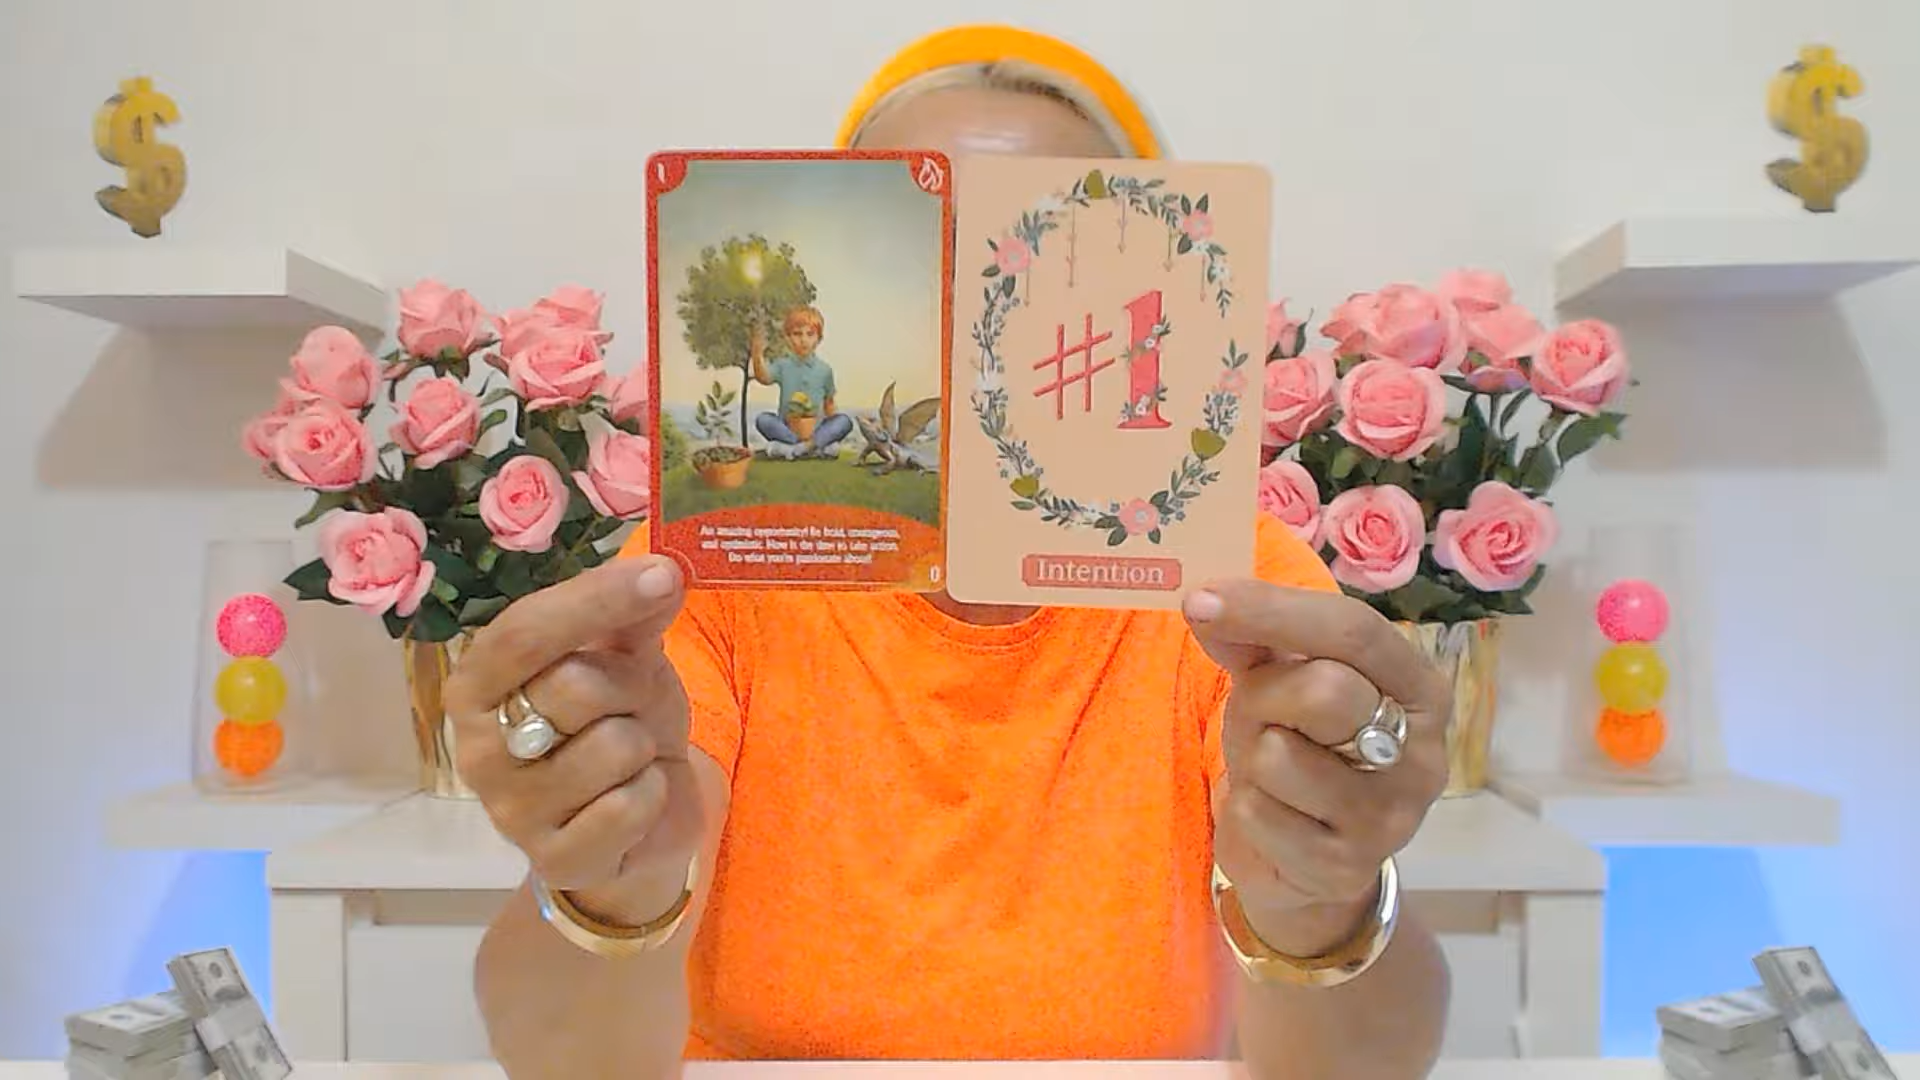 1
An amazing opportunity! Be bold, courageous,
and optimistic. Now is the time to take action.
Do what you're passionate about!
0
#1
Intention
$
$